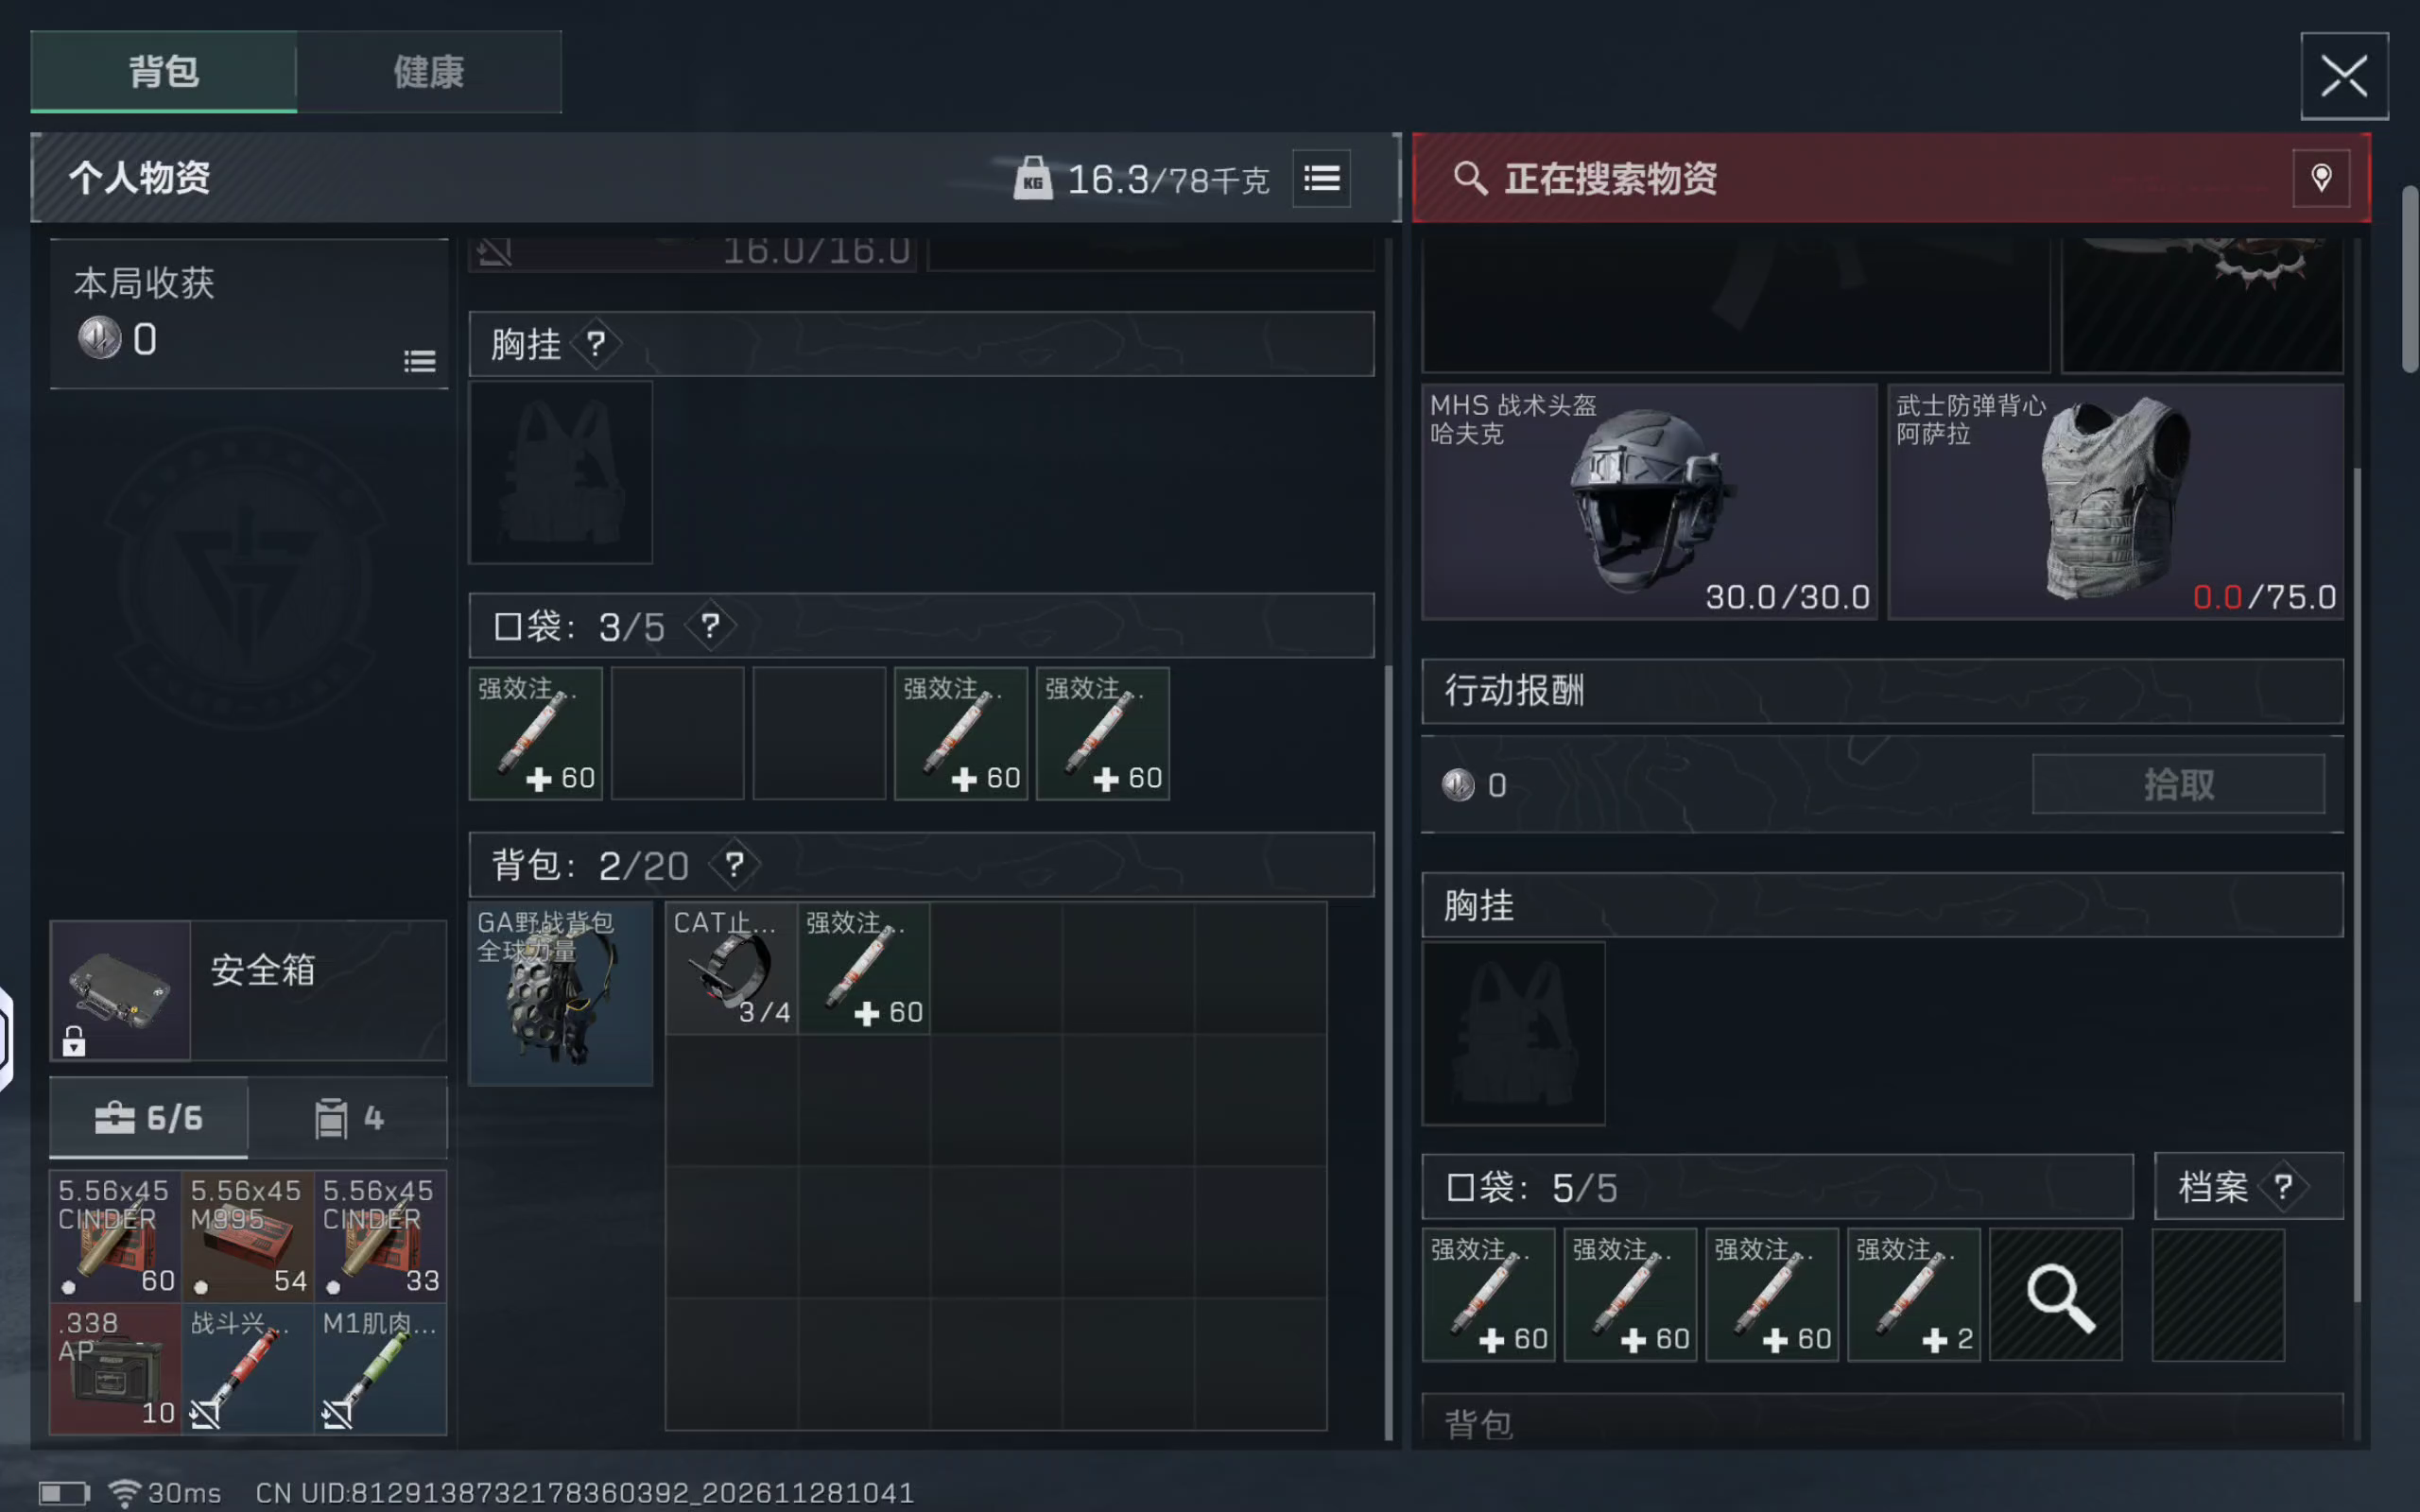 背包
健康
个人物资
KG
16.3/78千克
正在搜索物资
本局收获
0
16.0/16.0
胸挂 ?
口袋: 3/5 ?
强效注...
60
强效注...
60
强效注...
60
背包: 2/20 ?
GA野战背包
全球力量
CAT止...
3/4
强效注...
60
安全箱
6/6
4
5.56x45
CINDER
60
5.56x45
M995
54
5.56x45
CINDER
33
.338
AP
10
战斗兴...
M1肌肉...
MHS 战术头盔
哈夫克
30.0/30.0
武士防弹背心
阿萨拉
0.0/75.0
行动报酬
0
拾取
胸挂
口袋: 5/5
档案 ?
强效注...
60
强效注...
60
强效注...
60
强效注...
2
背包
30ms CN UID:8129138732178360392_202611281041